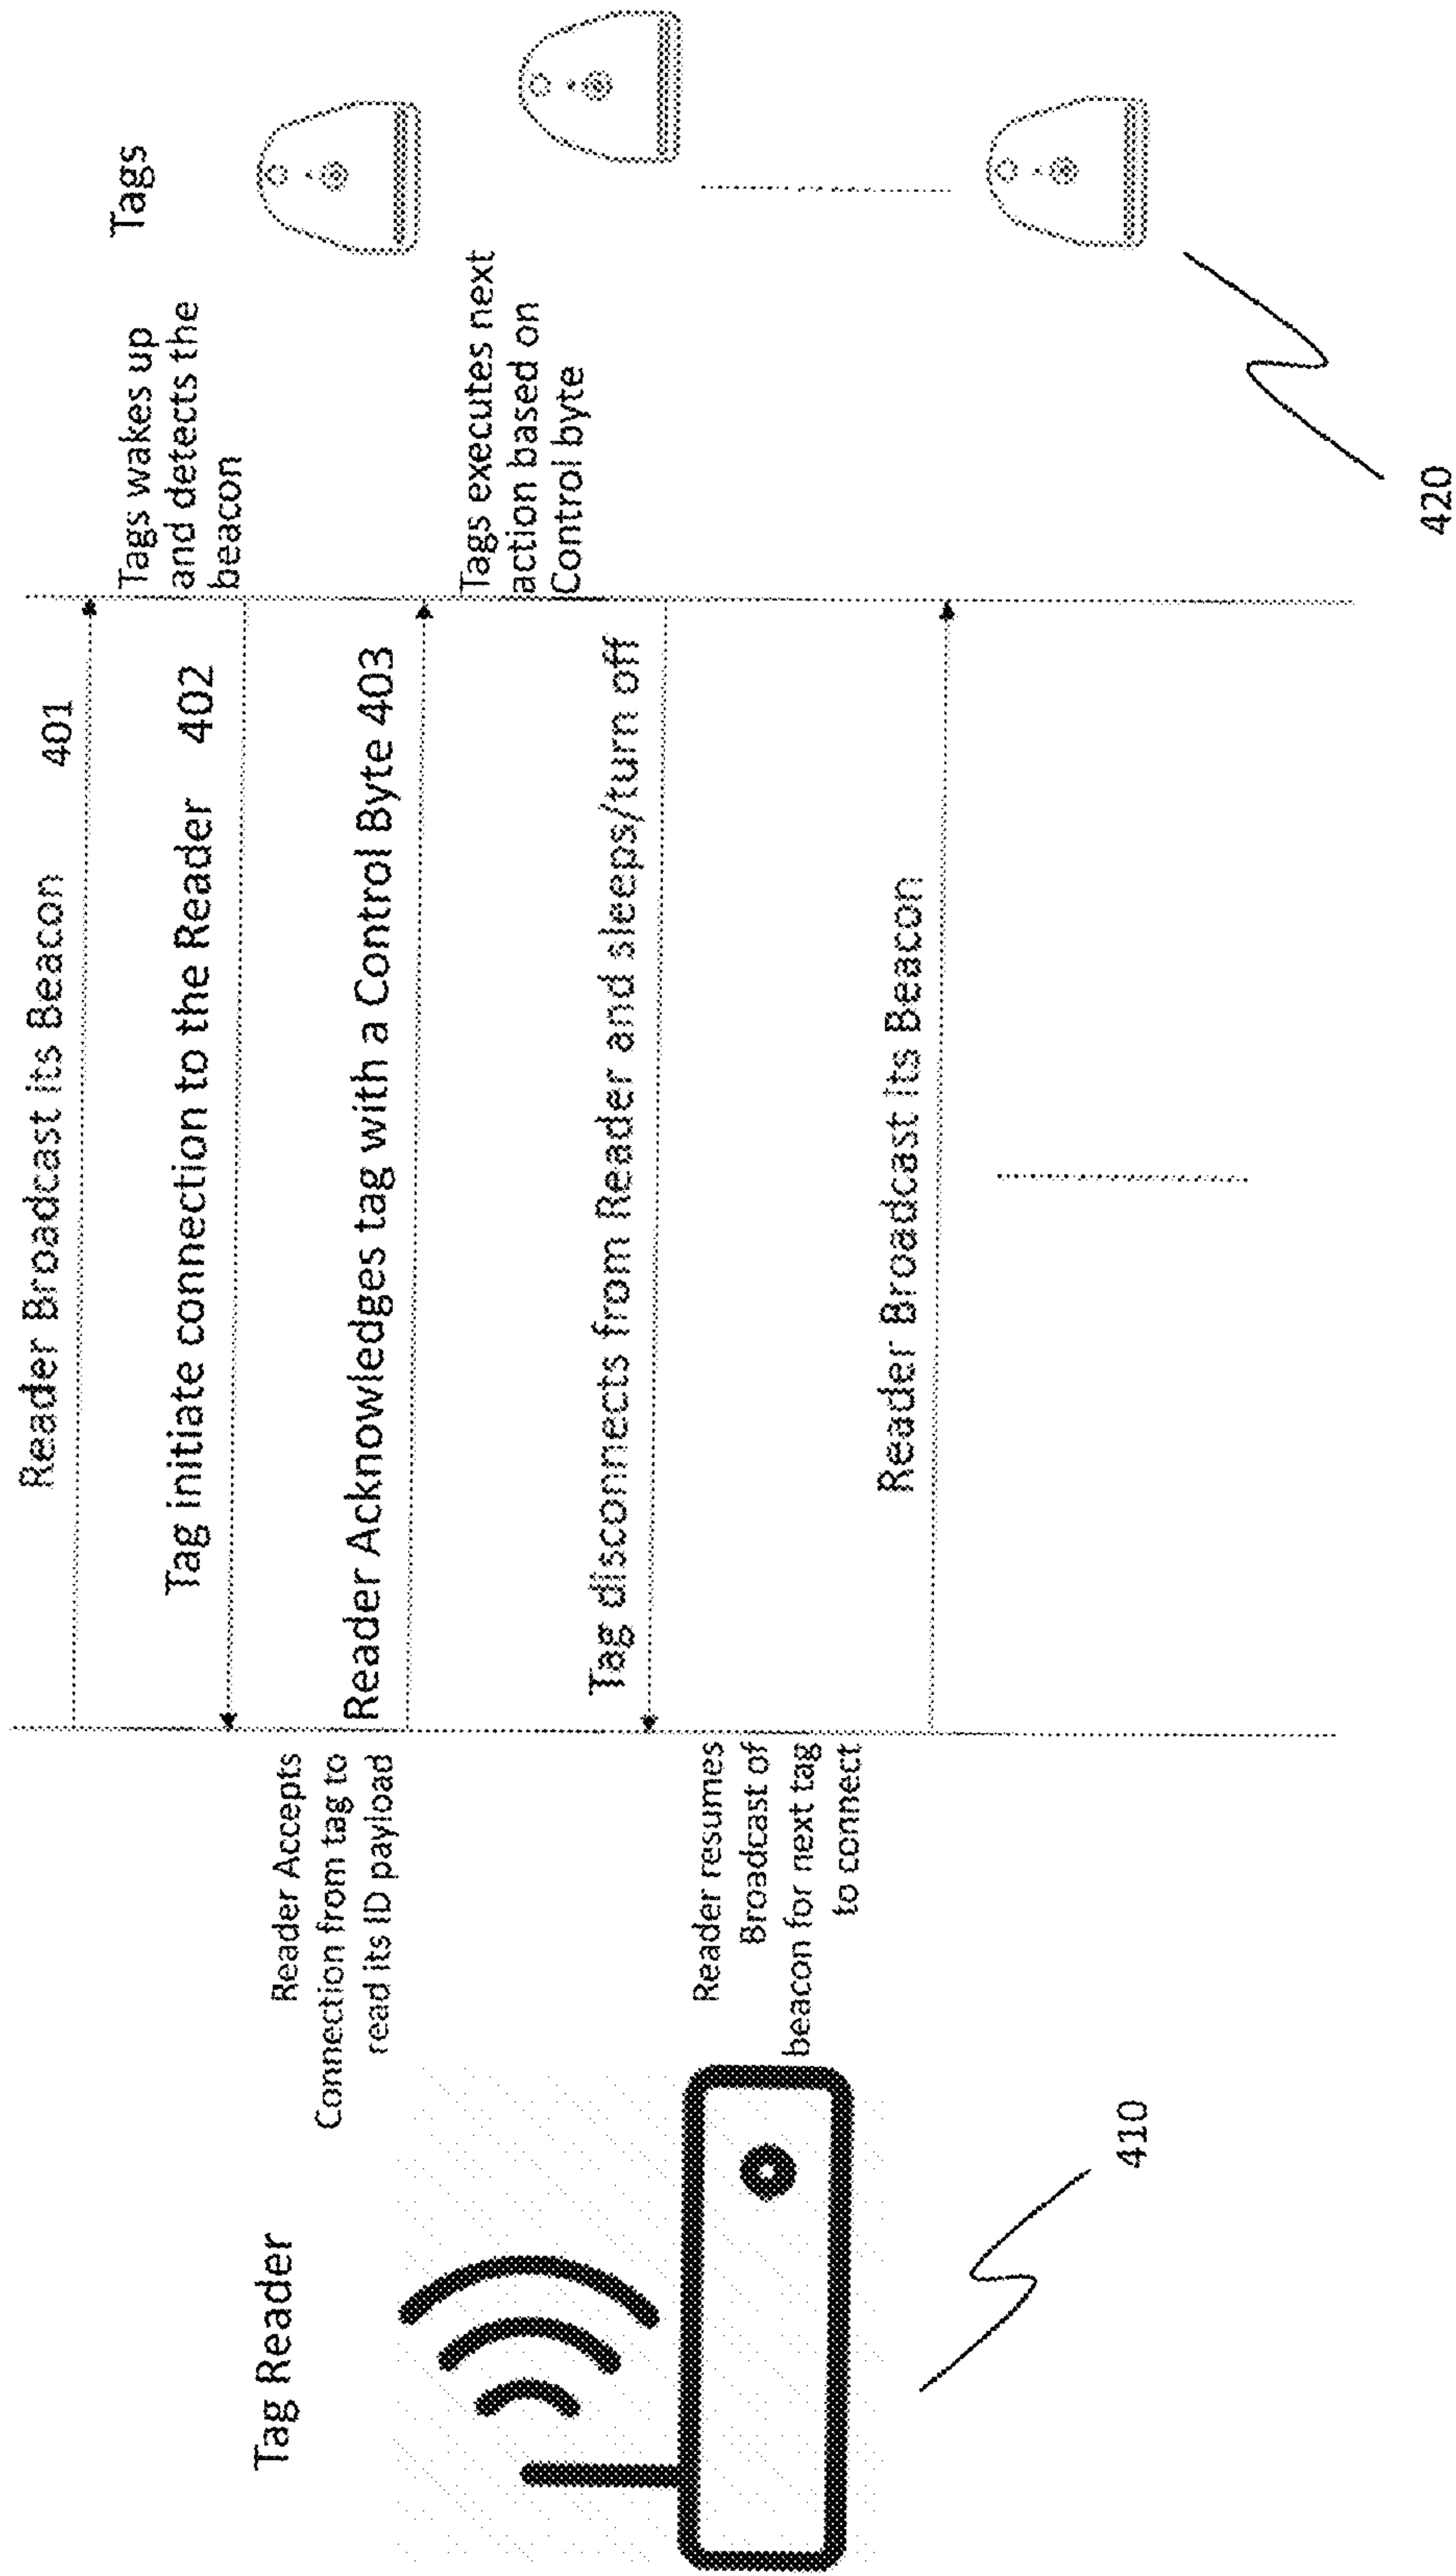 Tag Reader
Reader Accepts
Connection from tag to
read its ID payload
Reader resumes
Broadcast of
beacon for next tag
to connect
410
Reader Broadcast its Beacon 401
Tag initiate connection to the Reader 402
Reader Acknowledges tag with a Control Byte 403
Tag disconnects from Reader and sleeps/turn off
Reader Broadcast its Beacon
Tags
Tags wakes up
and detects the
beacon
Tags executes next
action based on
Control byte
420